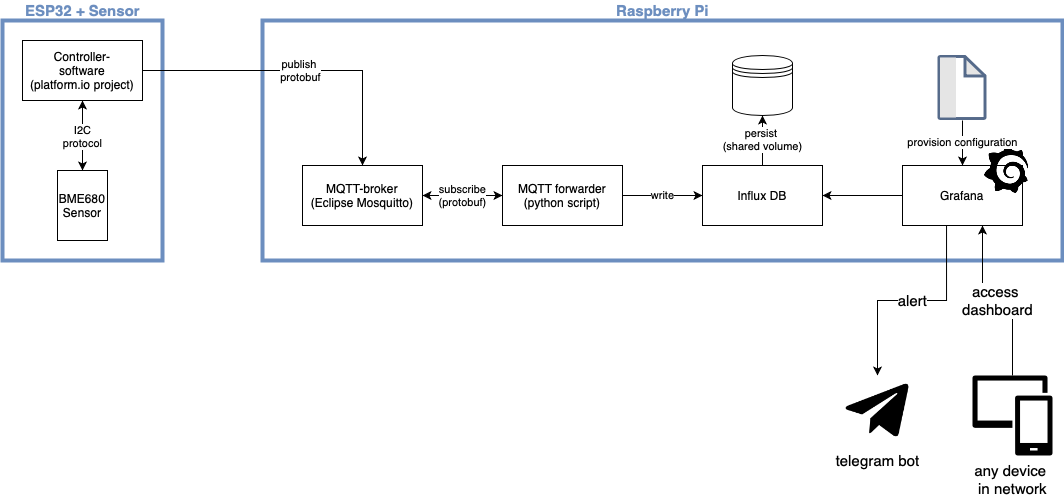 ESP32 + Sensor
Controller-
software
(platform.io project)
I2C
protocol
BME680
Sensor
Raspberry Pi
publish
protobuf
MQTT-broker
(Eclipse Mosquitto)
subscribe
(protobuf)
MQTT forwarder
(python script)
write
persist
(shared volume)
Influx DB
provision configuration
Grafana
alert
access
dashboard
telegram bot
any device
in network